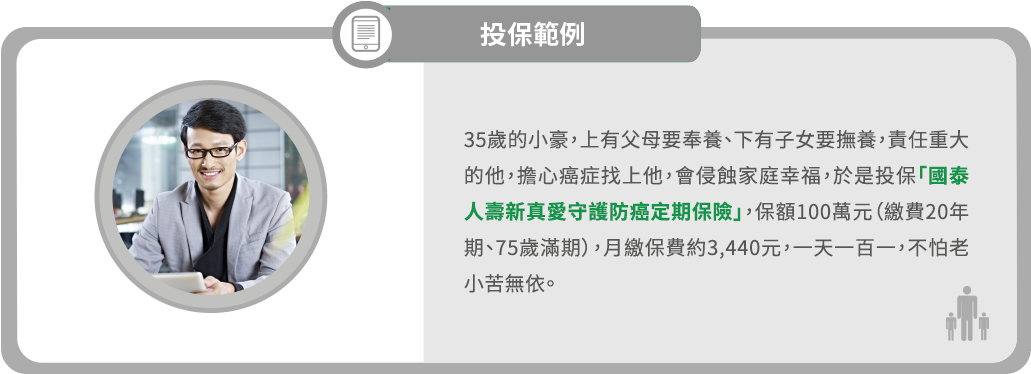 投保範例
35歲的小豪，上有父母要奉養、下有子女要撫養，責任重大
的他，擔心癌症找上他，會侵蝕家庭幸福，於是投保「國泰
人壽新真愛守護防癌定期保險」，保額100萬元（繳費20年
期、75歲滿期），月繳保費約3,440元，一天一百一，不怕老
小苦無依。